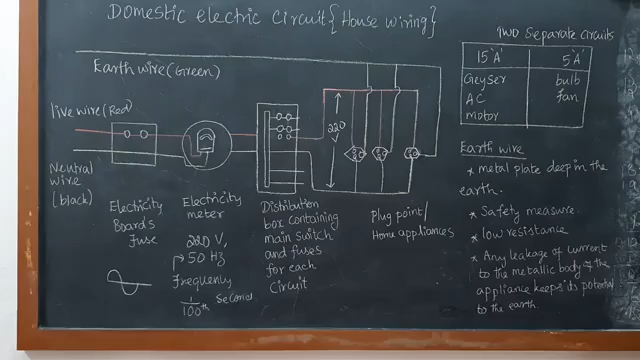 Domestic electric Circuit {House wiring}
Two Separate circuits
15 'A' 5 'A'
Geyser bulb
AC fan
motor
Earth wire (Green)
live wire (Red)
220 V
Neutral
wire
(black)
Electricity
Board's
Fuse
Electricity
meter
220 V,
50 Hz
Frequency
1/100 th Second
Distribution
box containing
main switch
and fuses
for each
Circuit
Plug point/
Home appliances
Earth wire
* metal plate deep in the
earth.
* Safety measure.
* low resistance
* Any leakage of current
to the metallic body of the
appliance keeps its potential
to the earth.